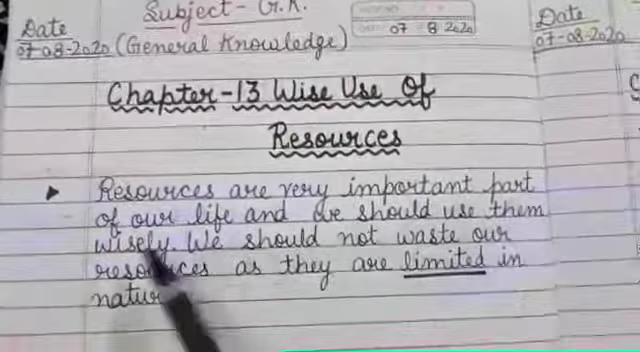 Subject - G.K.
Date
07-08-2020 (General Knowledge)
07 8 2020
Date
07-08-2020
Chapter-13 Wise Use Of
Resources
Resources are very important part
of our life and we should use them
wisely. We should not waste our
resources as they are limited in